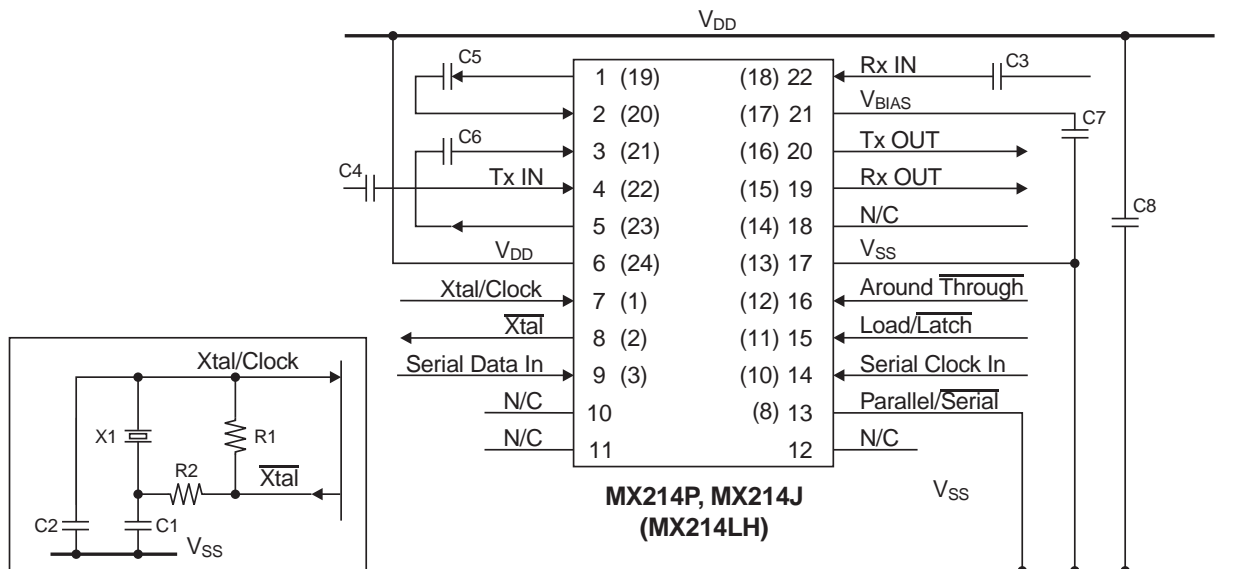 VDD
C5
1 (19)
(18) 22
Rx IN
C3
2 (20)
(17) 21
VBIAS
C7
C6
3 (21)
(16) 20
Tx OUT
C4
Tx IN
4 (22)
(15) 19
Rx OUT
5 (23)
(14) 18
N/C
C8
VDD
6 (24)
(13) 17
VSS
Xtal/Clock
7 (1)
(12) 16
Around Through
Xtal
8 (2)
(11) 15
Load/Latch
Serial Data In
9 (3)
(10) 14
Serial Clock In
N/C
10
(8) 13
Parallel/Serial
N/C
11
12
N/C
MX214P, MX214J
(MX214LH)
VSS
Xtal/Clock
X1
R1
R2
Xtal
C2
C1
VSS